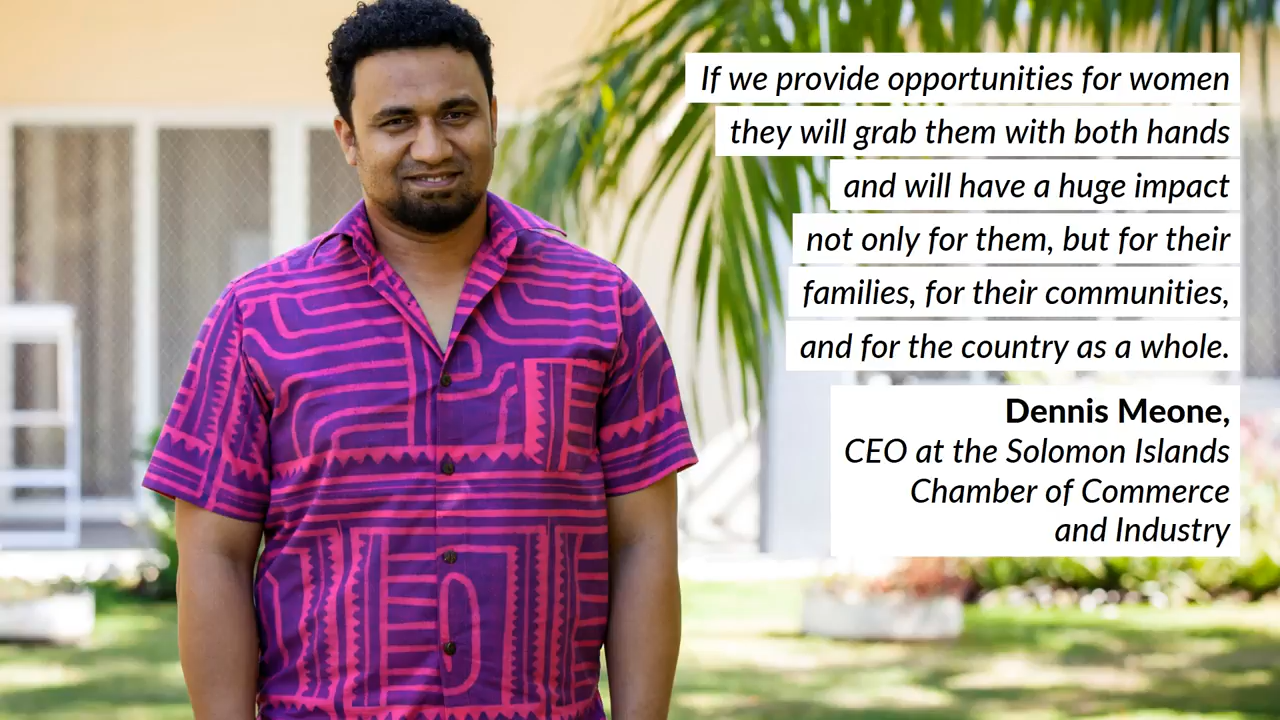 If we provide opportunities for women
they will grab them with both hands
and will have a huge impact
not only for them, but for their
families, for their communities,
and for the country as a whole.
Dennis Meone,
CEO at the Solomon Islands
Chamber of Commerce
and Industry